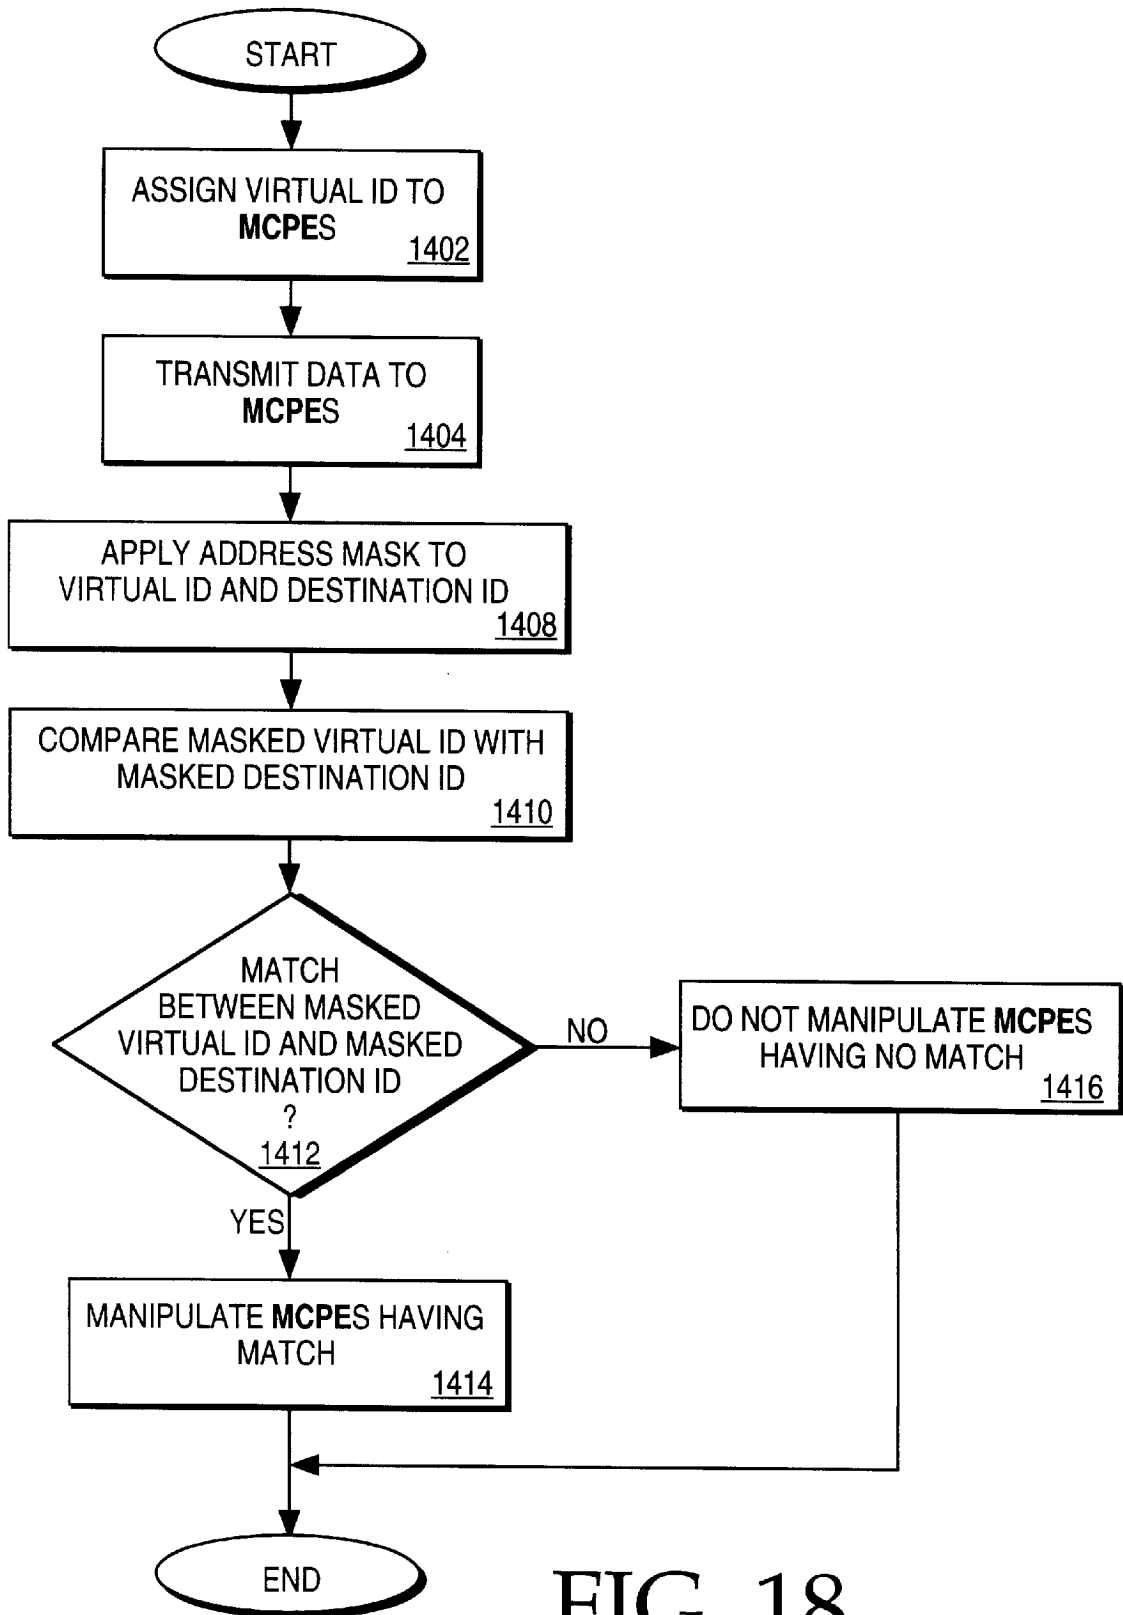 START
ASSIGN VIRTUAL ID TO
MCPES
1402
TRANSMIT DATA TO
MCPES
1404
APPLY ADDRESS MASK TO
VIRTUAL ID AND DESTINATION ID
1408
COMPARE MASKED VIRTUAL ID WITH
MASKED DESTINATION ID
1410
MATCH
BETWEEN MASKED
VIRTUAL ID AND MASKED
DESTINATION ID
?
1412
NO
DO NOT MANIPULATE MCPES
HAVING NO MATCH
1416
YES
MANIPULATE MCPES HAVING
MATCH
1414
END
FIG. 18